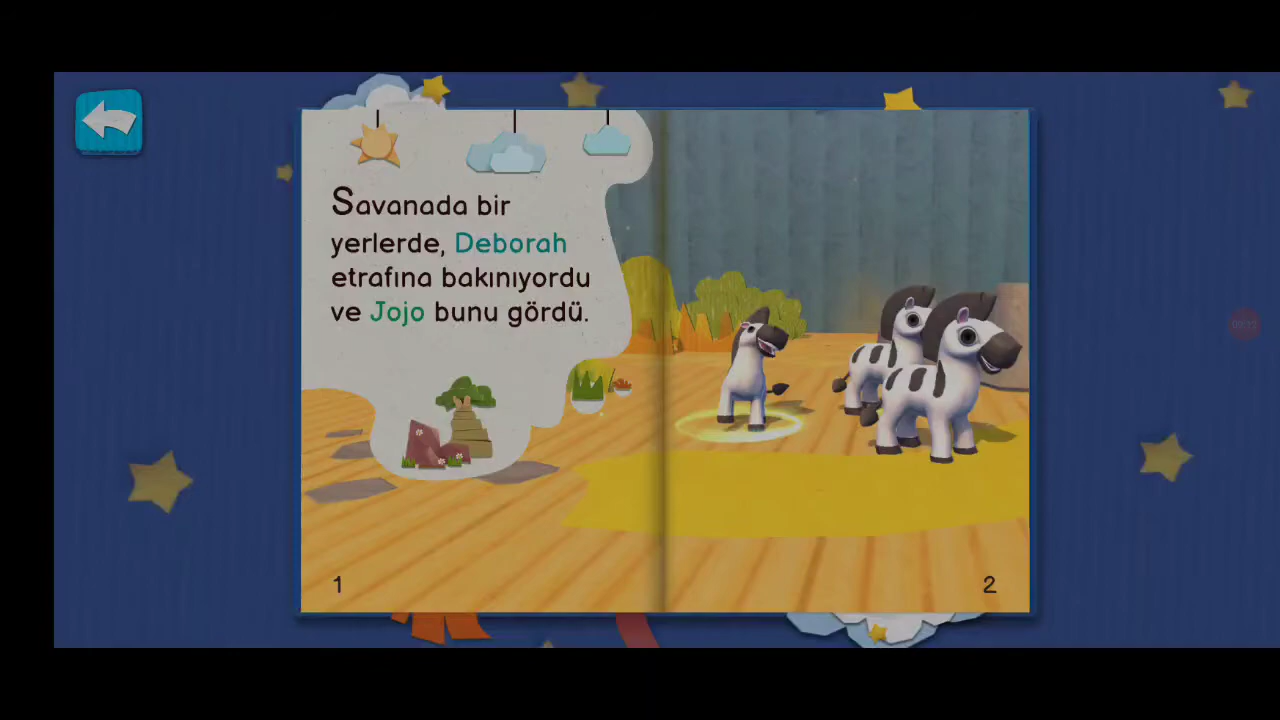 Savanada bir
yerlerde, Deborah
etrafına bakınıyordu
ve Jojo bunu gördü.
1
2